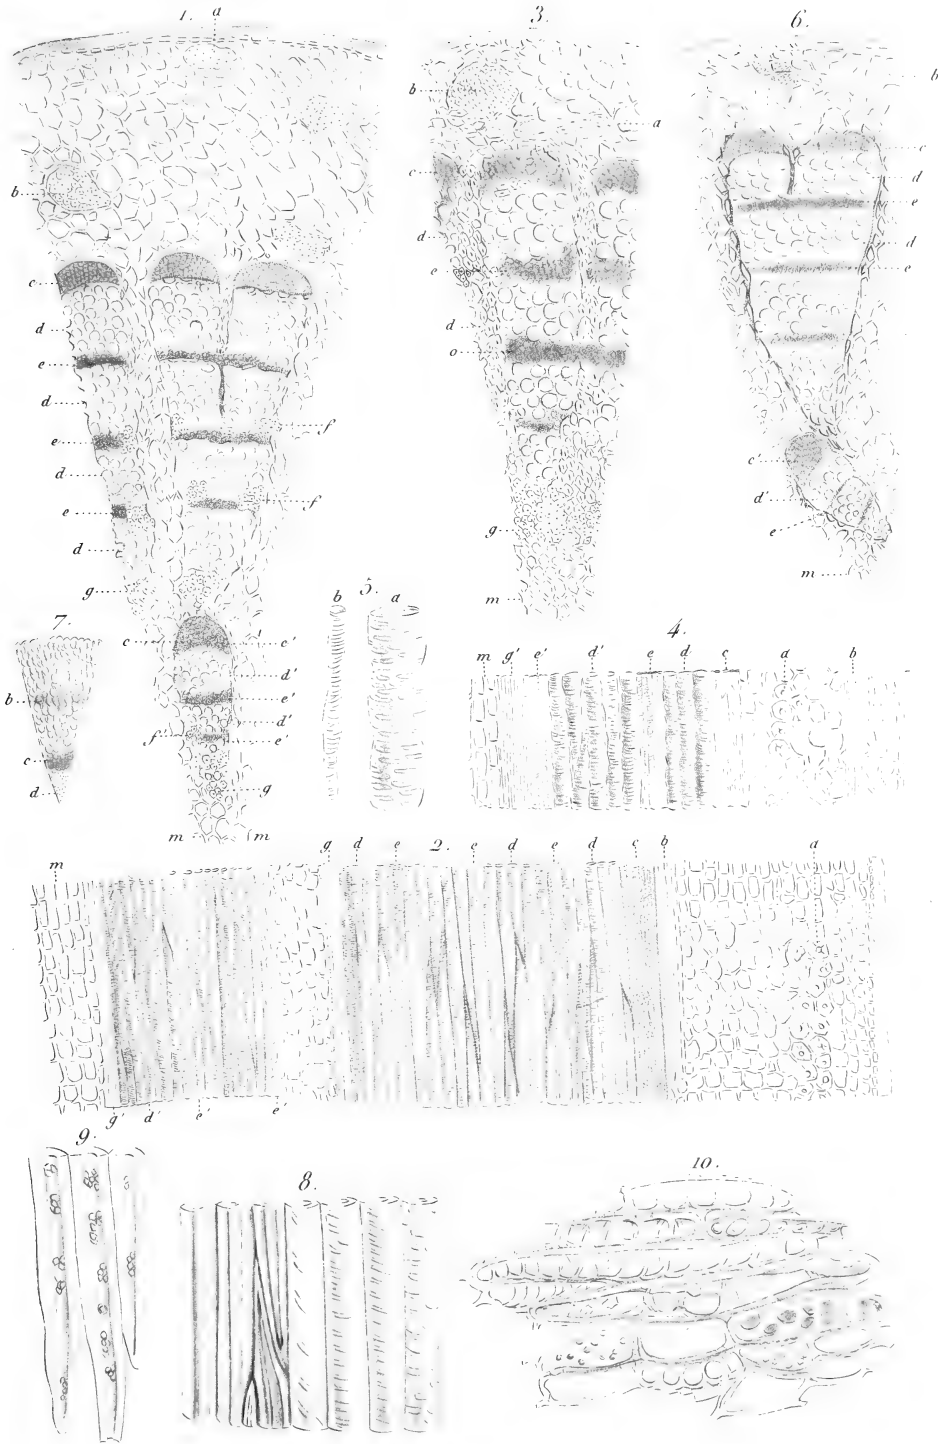 1. a
b
c
d
e
d
e
d
e
d
g
f
f
c
c'
d'
e'
d'
f'
e'
g
m
m
3.
b
a
c
d
e
d
o
g
m
6.
b
c
d
e
d
e
c'
d'
e
m
7.
b
c
d
5.
b a
4.
m g' e' d' e d c a b
m g d e 2. e d e d c b a
g' d' e' e'
9.
8.
10.